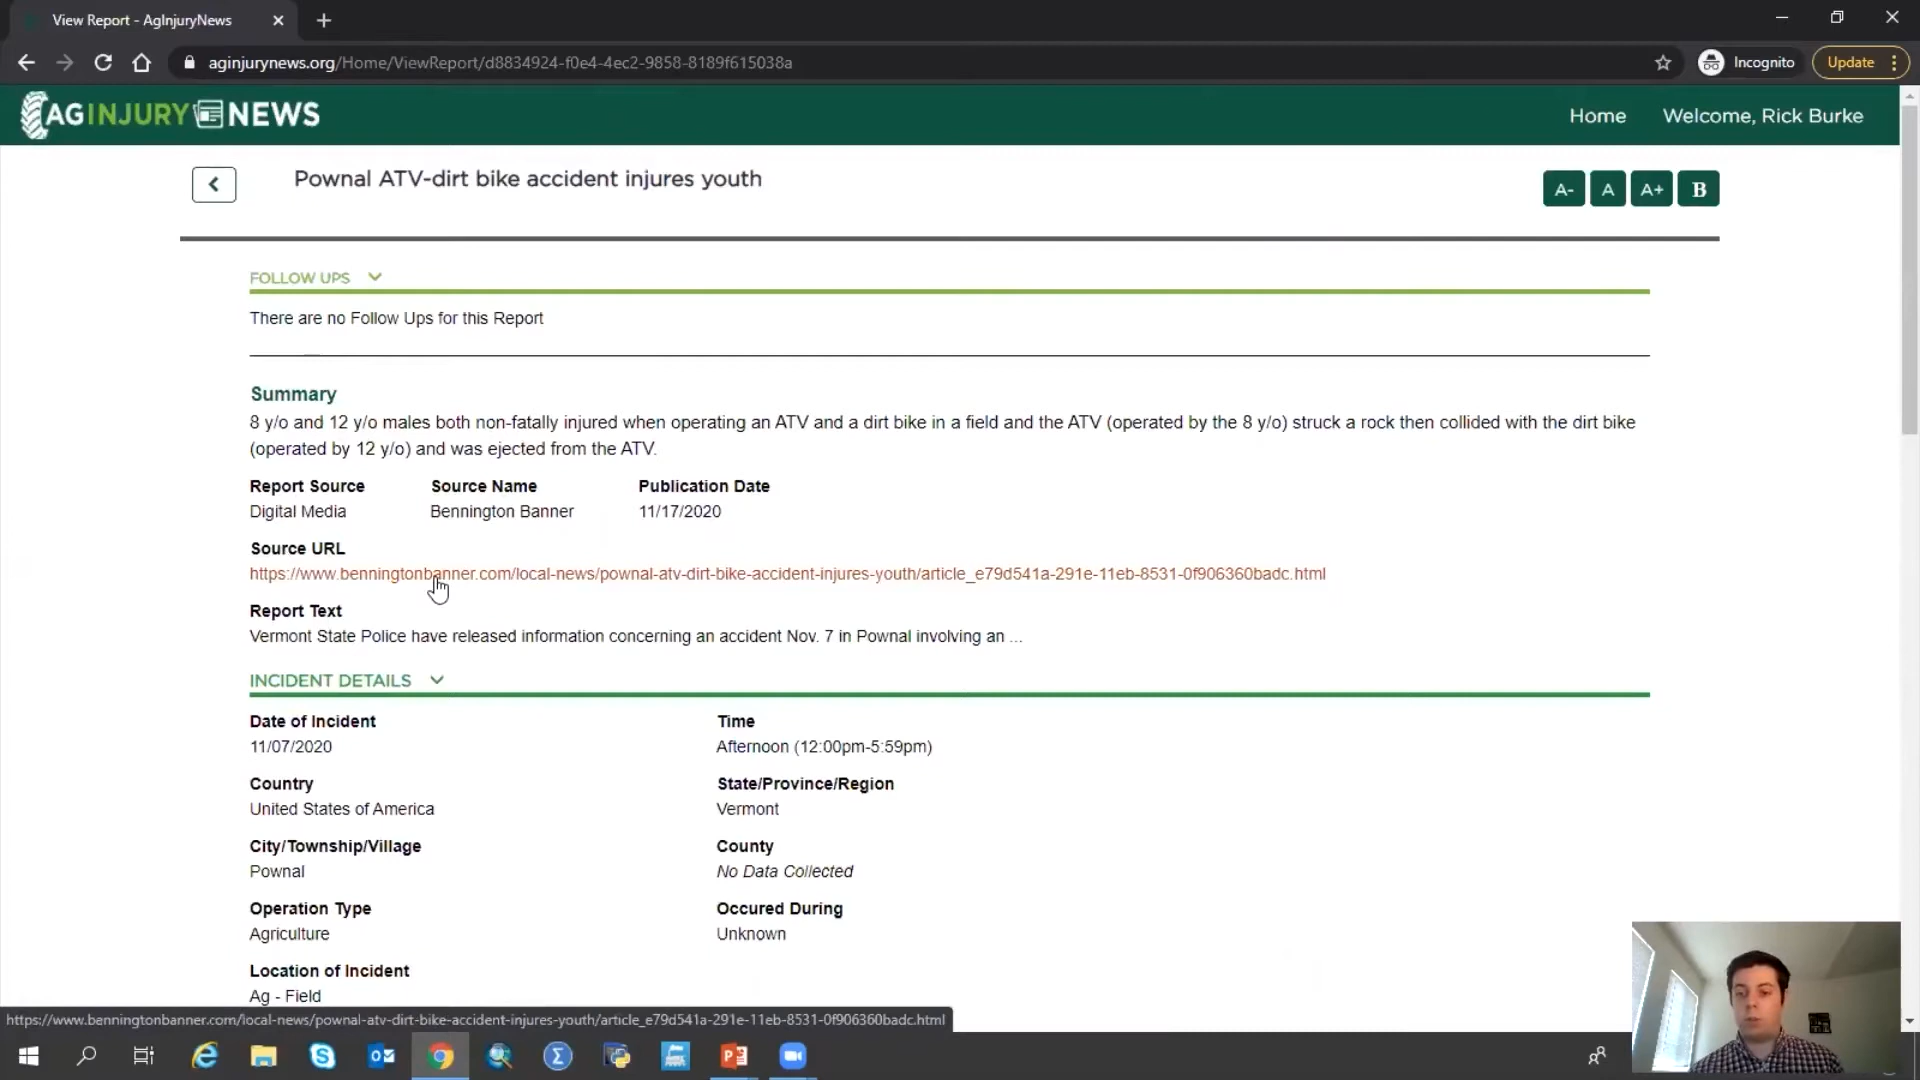 View Report - AgInjuryNews
aginjurynews.org/Home/ViewReport/d8834924-f0e4-4ec2-9858-8189f615038a
Incognito
Update
AGINJURY NEWS
Home
Welcome, Rick Burke
Pownal ATV-dirt bike accident injures youth
A-
A
A+
B
FOLLOW UPS
There are no Follow Ups for this Report
Summary
8 y/o and 12 y/o males both non-fatally injured when operating an ATV and a dirt bike in a field and the ATV (operated by the 8 y/o) struck a rock then collided with the dirt bike
(operated by 12 y/o) and was ejected from the ATV.
Report Source Source Name Publication Date
Digital Media Bennington Banner 11/17/2020
Source URL
https://www.benningtonbanner.com/local-news/pownal-atv-dirt-bike-accident-injures-youth/article_e79d541a-291e-11eb-8531-0f906360badc.html
Report Text
Vermont State Police have released information concerning an accident Nov. 7 in Pownal involving an ...
INCIDENT DETAILS
Date of Incident Time
11/07/2020 Afternoon (12:00pm-5:59pm)
Country State/Province/Region
United States of America Vermont
City/Township/Village County
Pownal No Data Collected
Operation Type Occured During
Agriculture Unknown
Location of Incident
Ag - Field
https://www.benningtonbanner.com/local-news/pownal-atv-dirt-bike-accident-injures-youth/article_e79d541a-291e-11eb-8531-0f906360badc.html